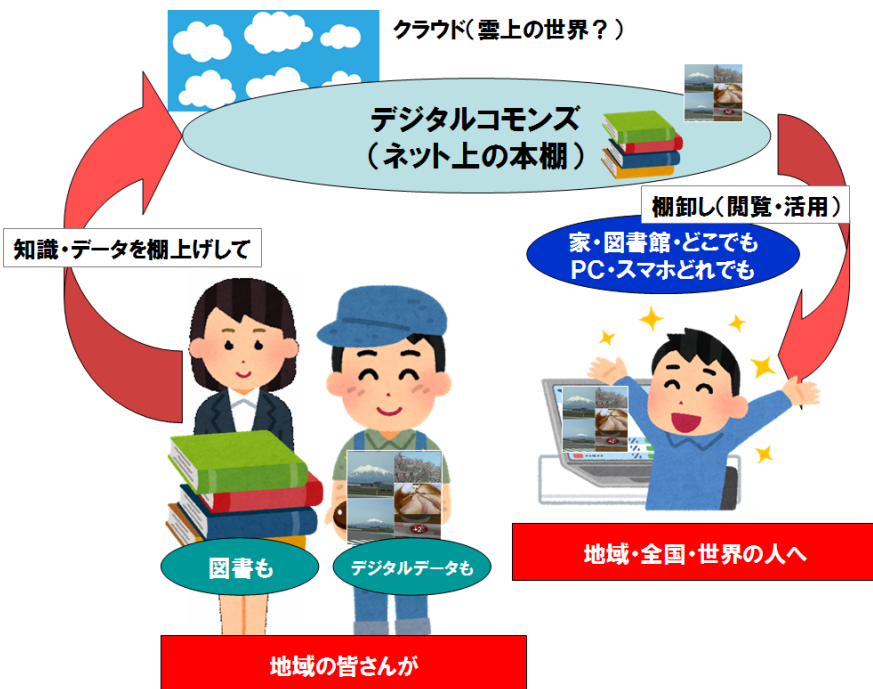 クラウド（雲上の世界？）
デジタルコモンズ
（ネット上の本棚）
棚卸し（閲覧・活用）
知識・データを棚上げして
家・図書館・どこでも
PC・スマホどれでも
図書も
デジタルデータも
地域・全国・世界の人へ
地域の皆さんが